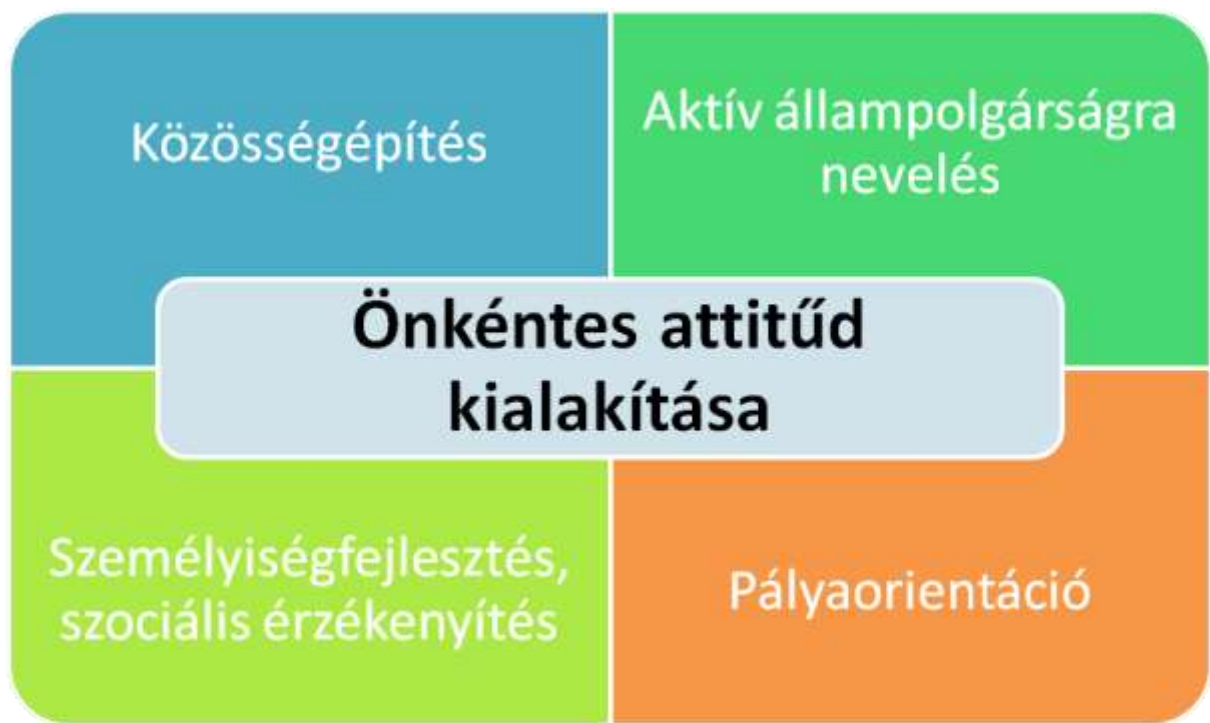 Közösségépítés
Aktív állampolgárságra
nevelés
Önkéntes attitűd
kialakítása
Személyiségfejlesztés,
szociális érzékenyítés
Pályaorientáció